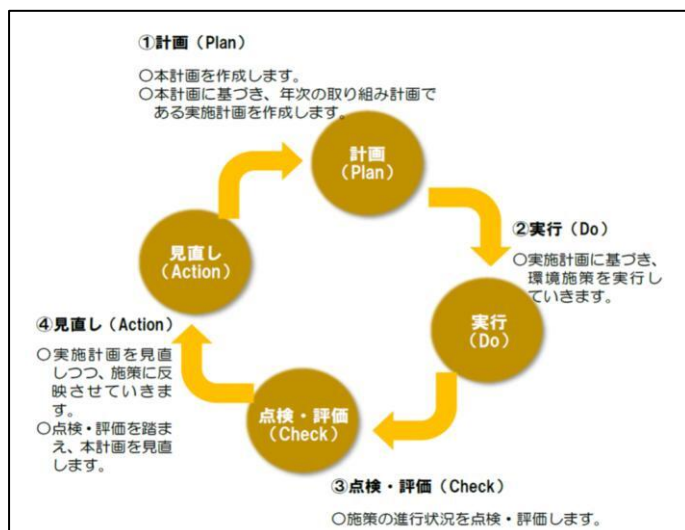 ①計画（Plan）
○本計画を作成します。
○本計画に基づき、年次の取り組み計画で
ある実施計画を作成します。
計画
（Plan）
②実行（Do）
○実施計画に基づき、
環境施策を実行し
ていきます。
実行
（Do）
③点検・評価（Check）
○施策の進行状況を点検・評価します。
点検・評価
（Check）
④見直し（Action）
○実施計画を見直
しつつ、施策に反
映させていきま
す。
○点検・評価を踏ま
え、本計画を見直
します。
見直し
（Action）